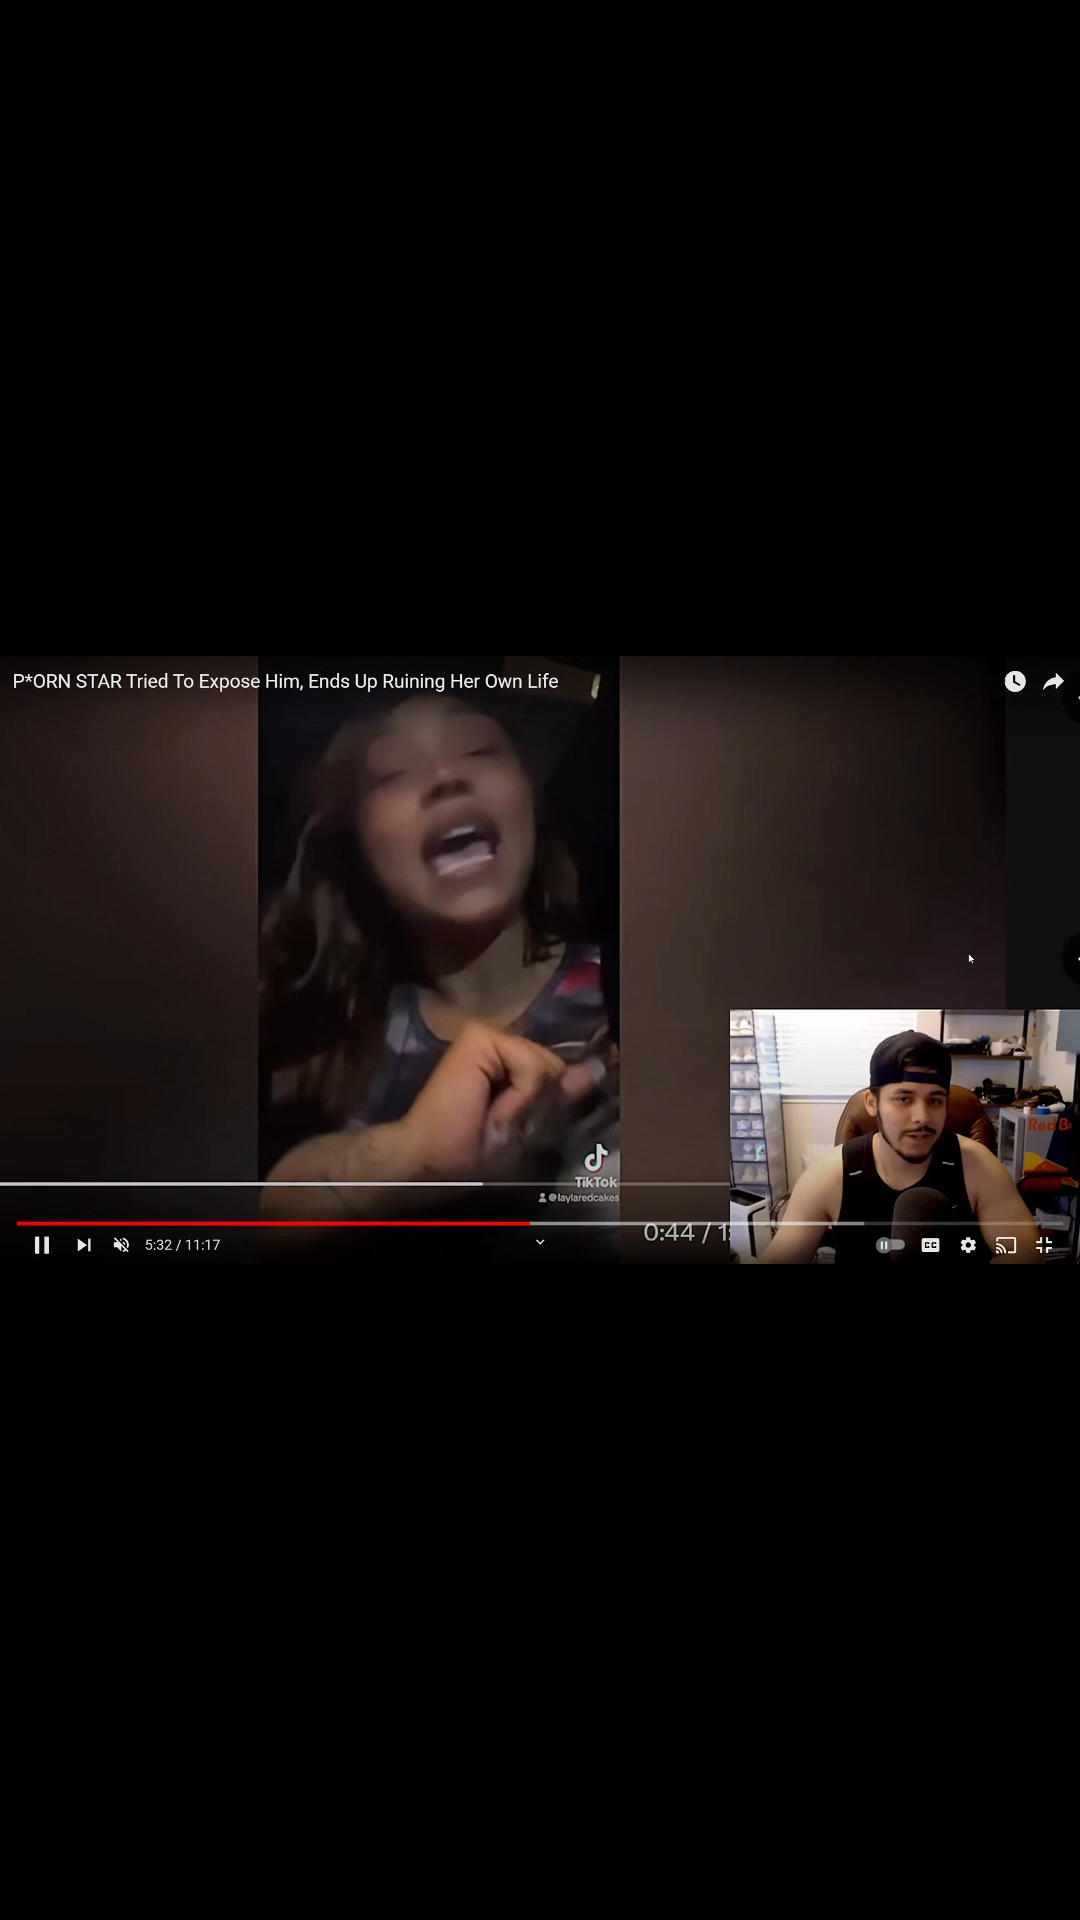 P*ORN STAR Tried To Expose Him, Ends Up Ruining Her Own Life
Red
TikTok
@laylaredcakes
0:44 / 1
5:32 / 11:17
CC